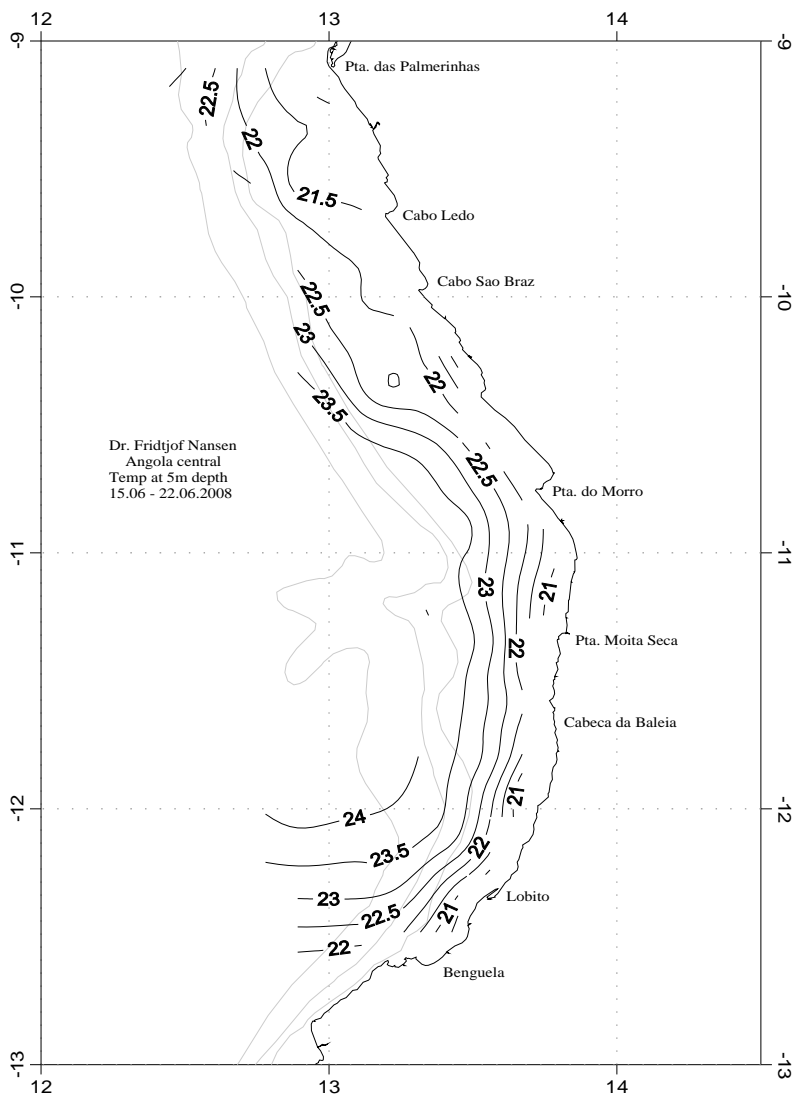 12 13 14
-9 -9
Pta. das Palmerinhas
22.5
22
21.5
Cabo Ledo
Cabo Sao Braz
-10 -10
22.5
23
22
23.5
Dr. Fridtjof Nansen
Angola central
Temp at 5m depth
15.06 - 22.06.2008
22.5
Pta. do Morro
-11 -11
23
21
Pta. Moita Seca
22
Cabeca da Baleia
21
-12 -12
24
22
23.5
Lobito
23
21
22.5
22
Benguela
-13 -13
12 13 14